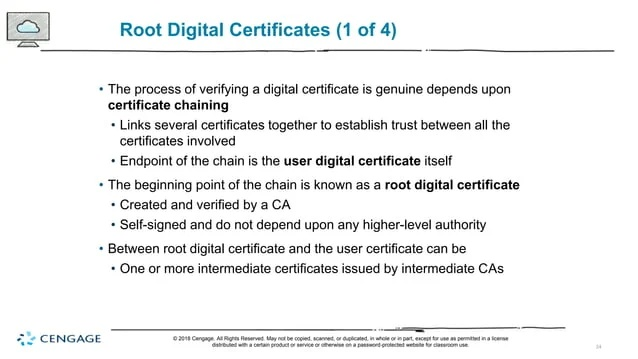 Root Digital Certificates (1 of 4)
• The process of verifying a digital certificate is genuine depends upon
certificate chaining
• Links several certificates together to establish trust between all the
certificates involved
• Endpoint of the chain is the user digital certificate itself
• The beginning point of the chain is known as a root digital certificate
• Created and verified by a CA
• Self-signed and do not depend upon any higher-level authority
• Between root digital certificate and the user certificate can be
• One or more intermediate certificates issued by intermediate CAs
CENGAGE
© 2018 Cengage. All Rights Reserved. May not be copied, scanned, or duplicated, in whole or in part, except for use as permitted in a license
distributed with a certain product or service or otherwise on a password-protected website for classroom use.